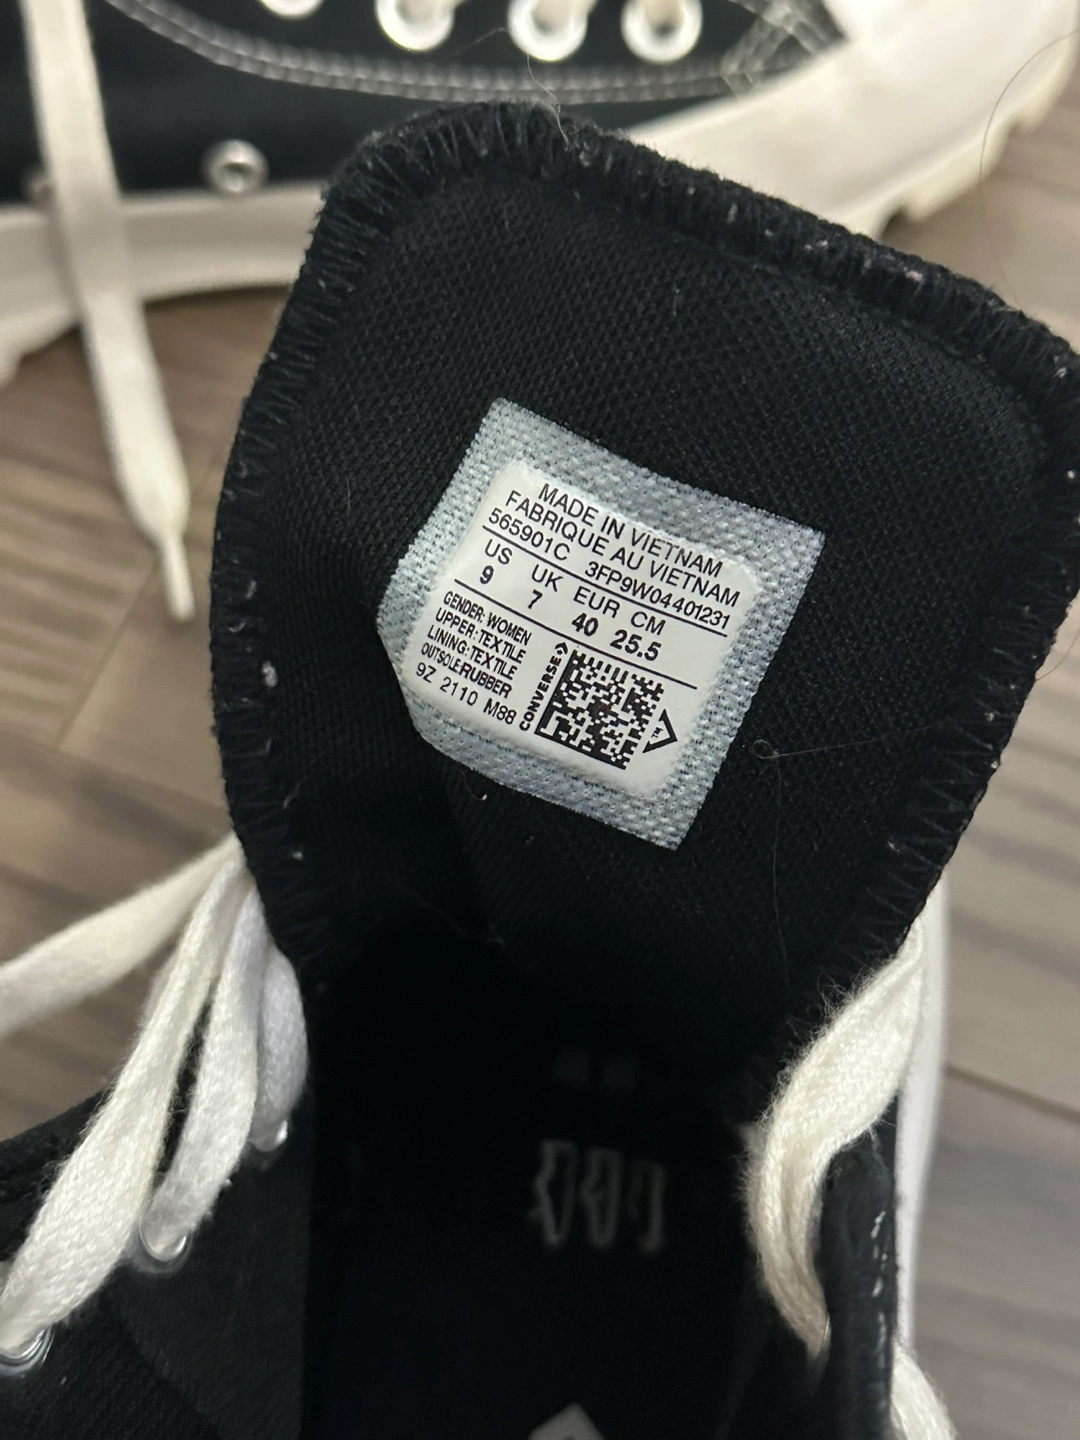 MADE IN VIETNAM
FABRIQUE AU VIETNAM
565901C 3FP9W04401231
US UK EUR CM
9 7 40 25.5
GENDER: WOMEN
UPPER: TEXTILE
LINING: TEXTILE
OUTSOLE:RUBBER
9Z 2110 M88
CONVERSE
TM